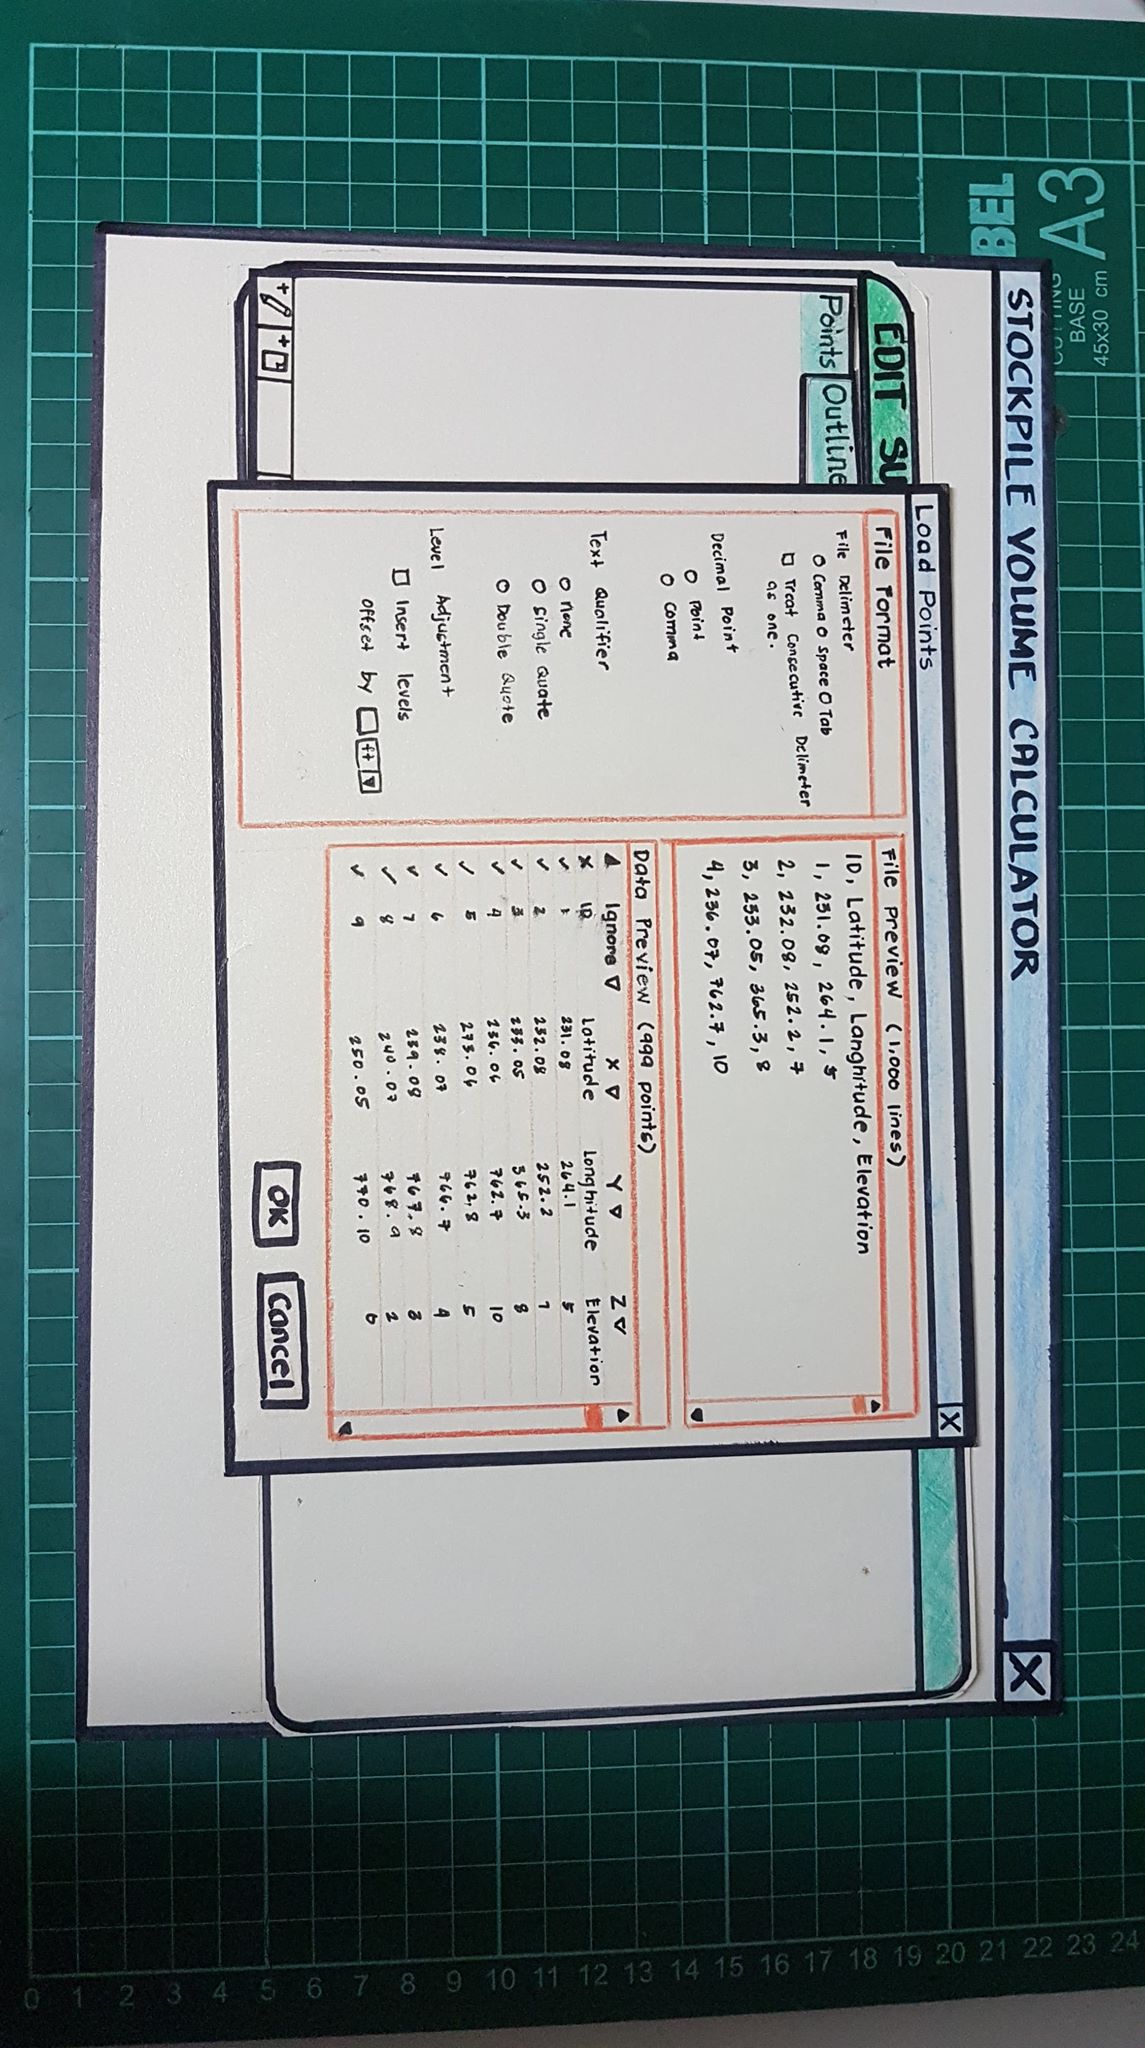 STOCKPILE VOLUME CALCULATOR X
EDIT SU
Points Outline
Load Points X
File Format
File Delimeter
Comma Space Tab
Treat Consecutive Delimeter
as one.
Decimal Point
Point
Comma
Text Qualifier
None
Single Quate
Double Quote
Level Adjustment
Insert levels
offset by ft
File Preview (1,000 lines)
ID, Latitude, Langhitude, Elevation
1, 231.08, 264.1, 5
2, 232.08, 252.2, 7
3, 233.05, 365.3, 8
4, 236.07, 762.7, 10
Data Preview (999 points)
Ignore X Y Z
X ID Latitude Longhitude Elevation
✓ 1 231.08 264.1 5
✓ 2 232.08 252.2 7
✓ 3 233.05 365.3 8
✓ 4 236.06 762.7 10
✓ 5 273.06 762.8 5
✓ 6 238.07 766.7 4
✓ 7 239.08 767.8 3
✓ 8 240.07 768.9 2
✓ 9 250.05 770.10 6
OK Cancel
BEL A3
BASE
45x30 cm
0 1 2 3 4 5 6 7 8 9 10 11 12 13 14 15 16 17 18 19 20 21 22 23 24